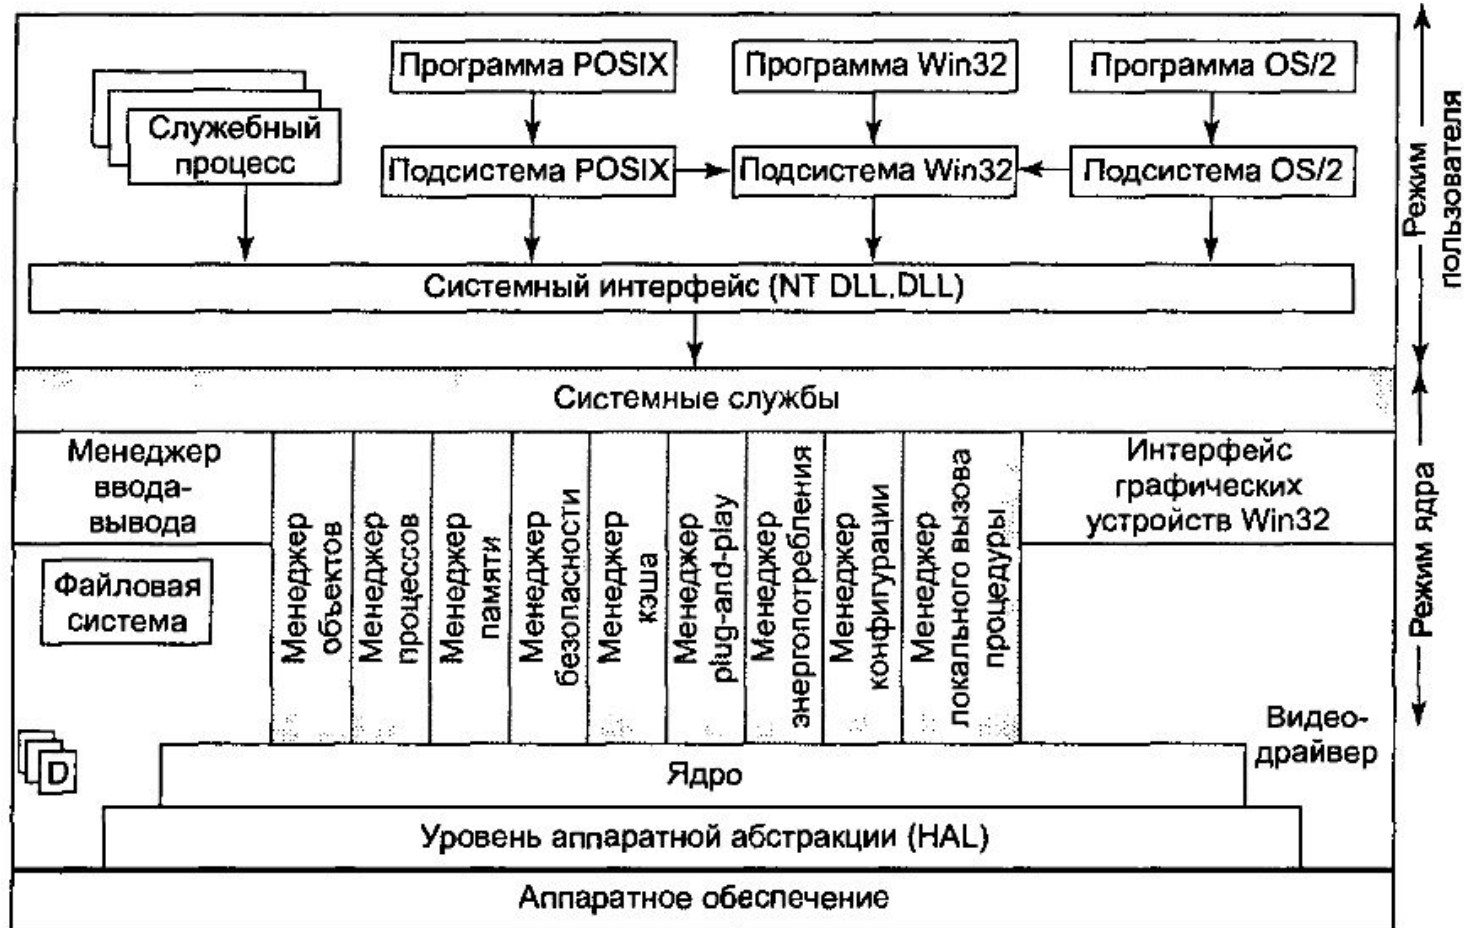 Программа POSIX
Программа Win32
Программа OS/2
Служебный
процесс
Подсистема POSIX
Подсистема Win32
Подсистема OS/2
Системный интерфейс (NT DLL.DLL)
Режим
пользователя
Системные службы
Менеджер
ввода-
вывода
Файловая
система
D
Менеджер
объектов
Менеджер
процессов
Менеджер
памяти
Менеджер
безопасности
Менеджер
кэша
Менеджер
plug-and-play
Менеджер
энергопотребления
Менеджер
конфигурации
Менеджер
локального вызова
процедуры
Интерфейс
графических
устройств Win32
Видео-
драйвер
Режим ядра
Ядро
Уровень аппаратной абстракции (HAL)
Аппаратное обеспечение